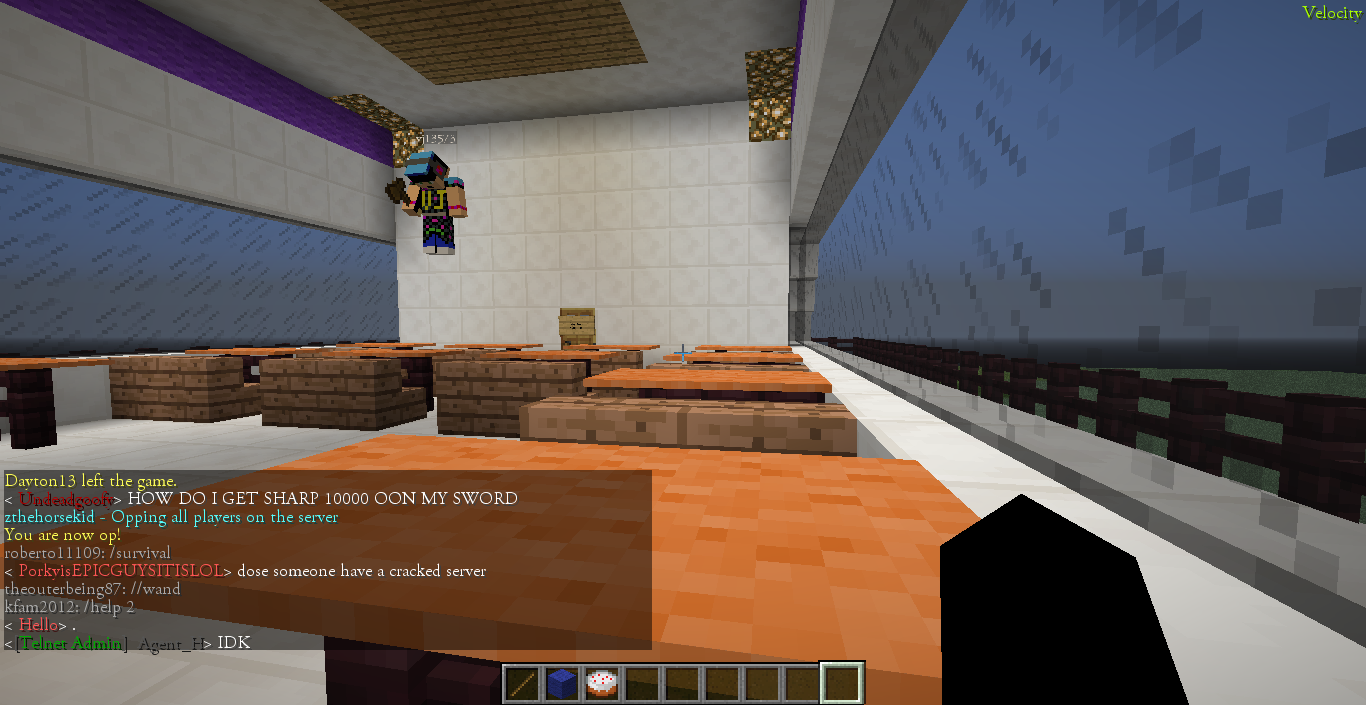 Velocity
Dayton13 left the game.
< Undeadgoofy> HOW DO I GET SHARP 10000 OON MY SWORD
zthehorsekid - Opping all players on the server
You are now op!
roberto11109: /survival
< PorkyisEPICGUYSITISLOL> dose someone have a cracked server
theouterbeing87: //wand
kfam2012: /help 2
< Hello> .
<[Telnet Admin] Agent_H> IDK